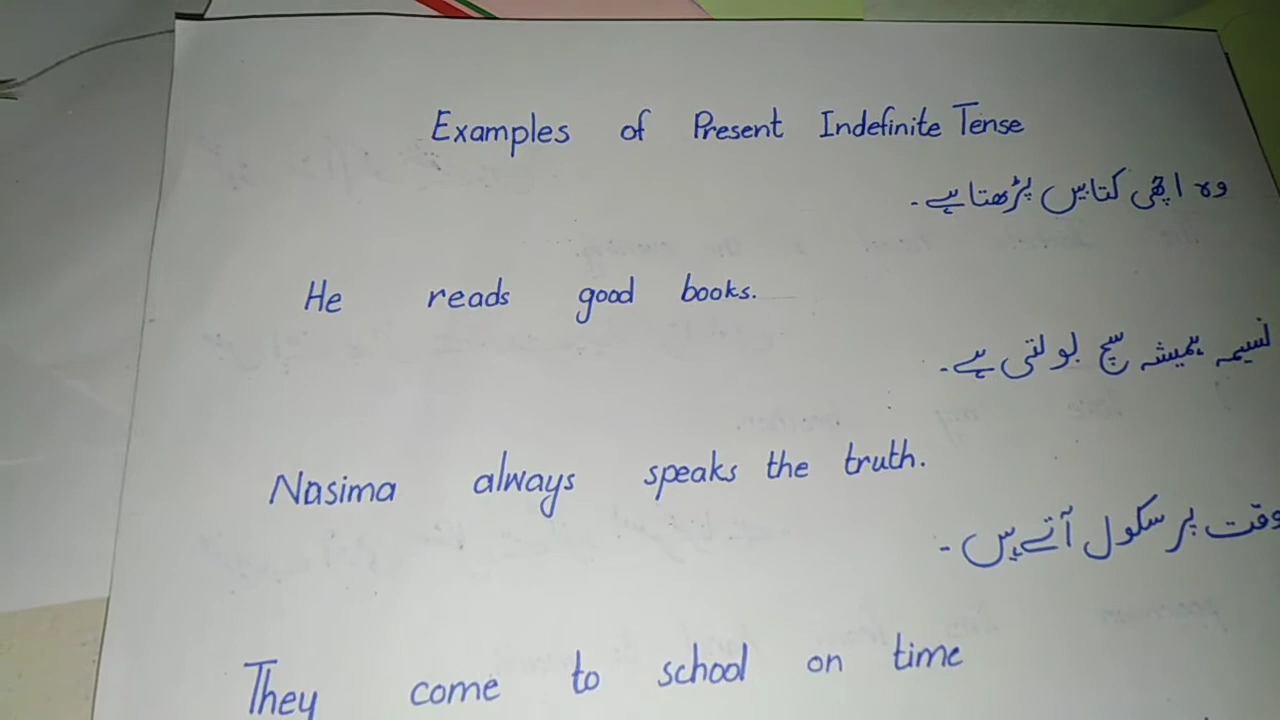 Examples of Present Indefinite Tense
وہ اچھی کتابیں پڑھتا ہے۔
He reads good books.
نسیمہ ہمیشہ سچ بولتی ہے۔
Nasima always speaks the truth.
وقت پر سکول آتے ہیں۔
They come to school on time